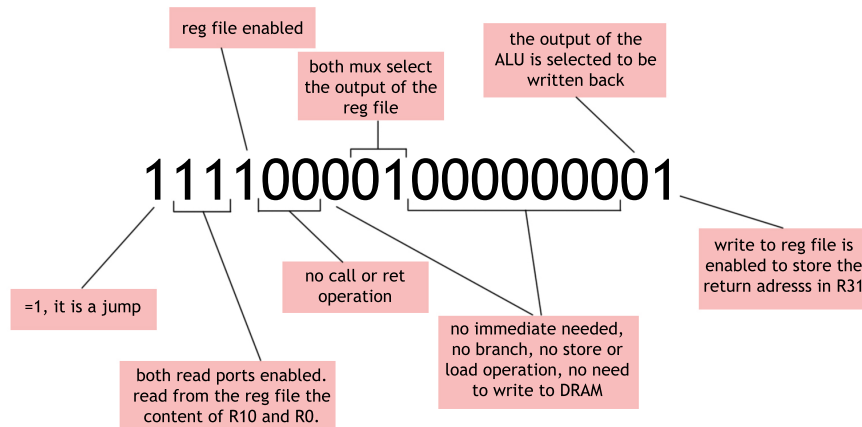 reg file enabled
the output of the
ALU is selected to be
written back
both mux select
the output of the
reg file
111100001000000001
write to reg file is
enabled to store the
return adresss in R31
no call or ret
operation
=1, it is a jump
no immediate needed,
no branch, no store or
load operation, no need
to write to DRAM
both read ports enabled.
read from the reg file the
content of R10 and R0.